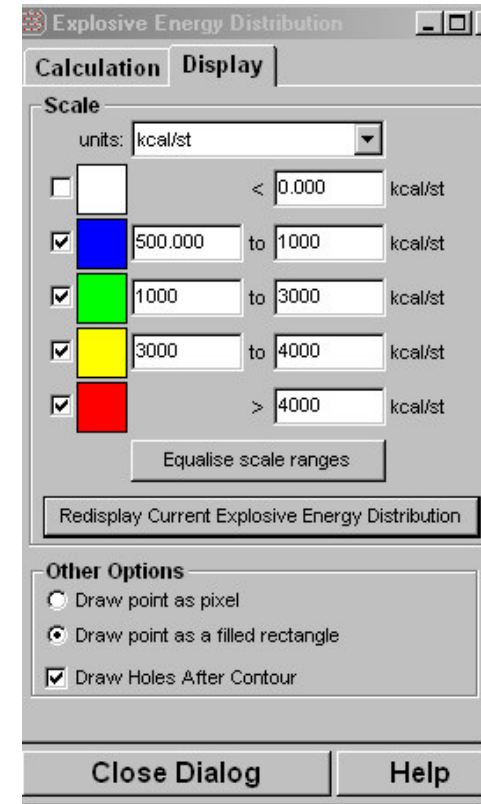 Explosive Energy Distribution
Calculation Display
Scale
units: kcal/st
< 0.000 kcal/st
500.000 to 1000 kcal/st
1000 to 3000 kcal/st
3000 to 4000 kcal/st
> 4000 kcal/st
Equalise scale ranges
Redisplay Current Explosive Energy Distribution
Other Options
Draw point as pixel
Draw point as a filled rectangle
Draw Holes After Contour
Close Dialog Help